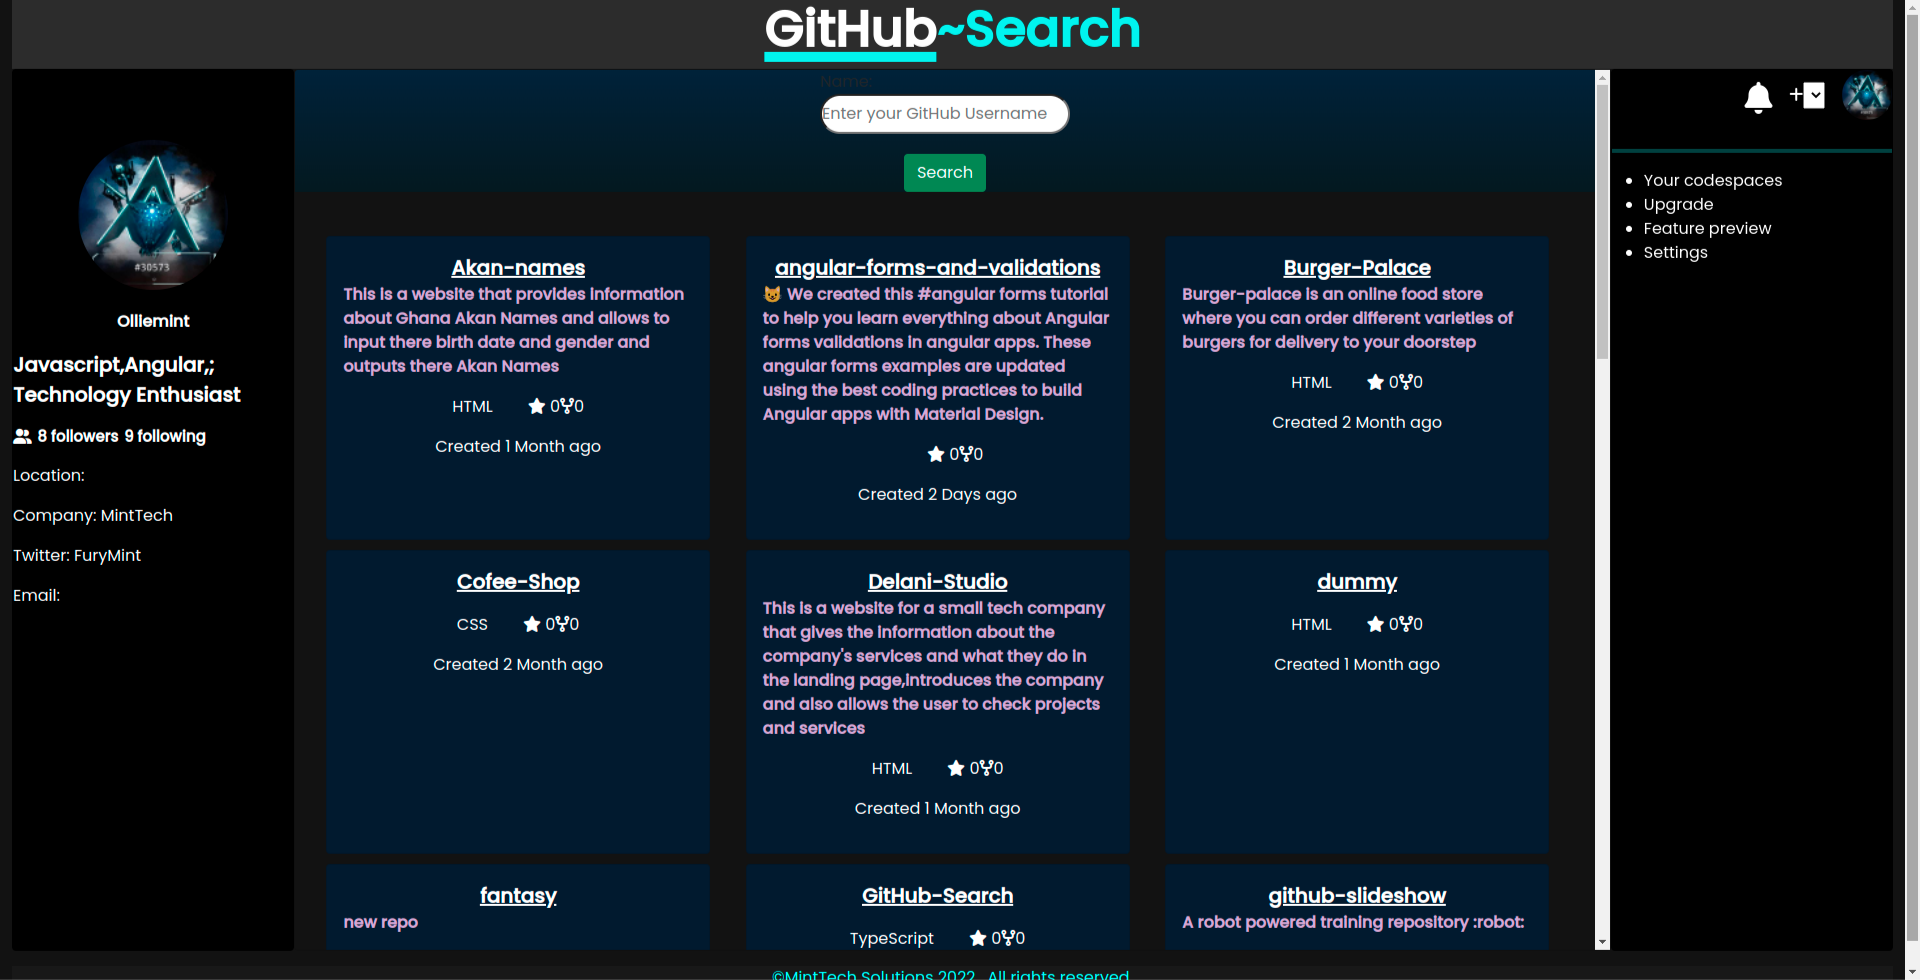 GitHub~Search
Name:
Enter your GitHub Username
Search
#30573
Olliemint
Javascript,Angular,;
Technology Enthusiast
8 followers 9 following
Location:
Company: MintTech
Twitter: FuryMint
Email:
Akan-names
This is a website that provides information
about Ghana Akan Names and allows to
input there birth date and gender and
outputs there Akan Names
HTML 0 0
Created 1 Month ago
angular-forms-and-validations
😺 We created this #angular forms tutorial
to help you learn everything about Angular
forms validations in angular apps. These
angular forms examples are updated
using the best coding practices to build
Angular apps with Material Design.
0 0
Created 2 Days ago
Burger-Palace
Burger-palace is an online food store
where you can order different varieties of
burgers for delivery to your doorstep
HTML 0 0
Created 2 Month ago
Cofee-Shop
CSS 0 0
Created 2 Month ago
Delani-Studio
This is a website for a small tech company
that gives the information about the
company's services and what they do in
the landing page,introduces the company
and also allows the user to check projects
and services
HTML 0 0
Created 1 Month ago
dummy
HTML 0 0
Created 1 Month ago
fantasy
new repo
GitHub-Search
TypeScript 0 0
github-slideshow
A robot powered training repository :robot:
+
Your codespaces
Upgrade
Feature preview
Settings
©MintTech Solutions 2022 . All rights reserved